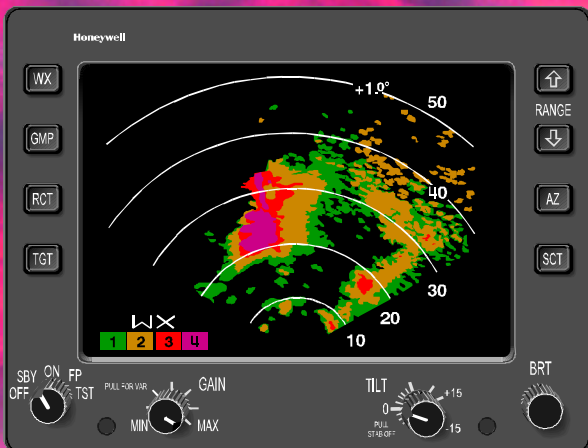 Honeywell
WX
GMP
RCT
TGT
+1.0°
50
40
30
20
10
WX
1 2 3 4
RANGE
AZ
SCT
SBY ON FP
OFF TST
PULL FOR VAR GAIN
MIN MAX
TILT
+15
0
PULL
STAB OFF
-15
BRT